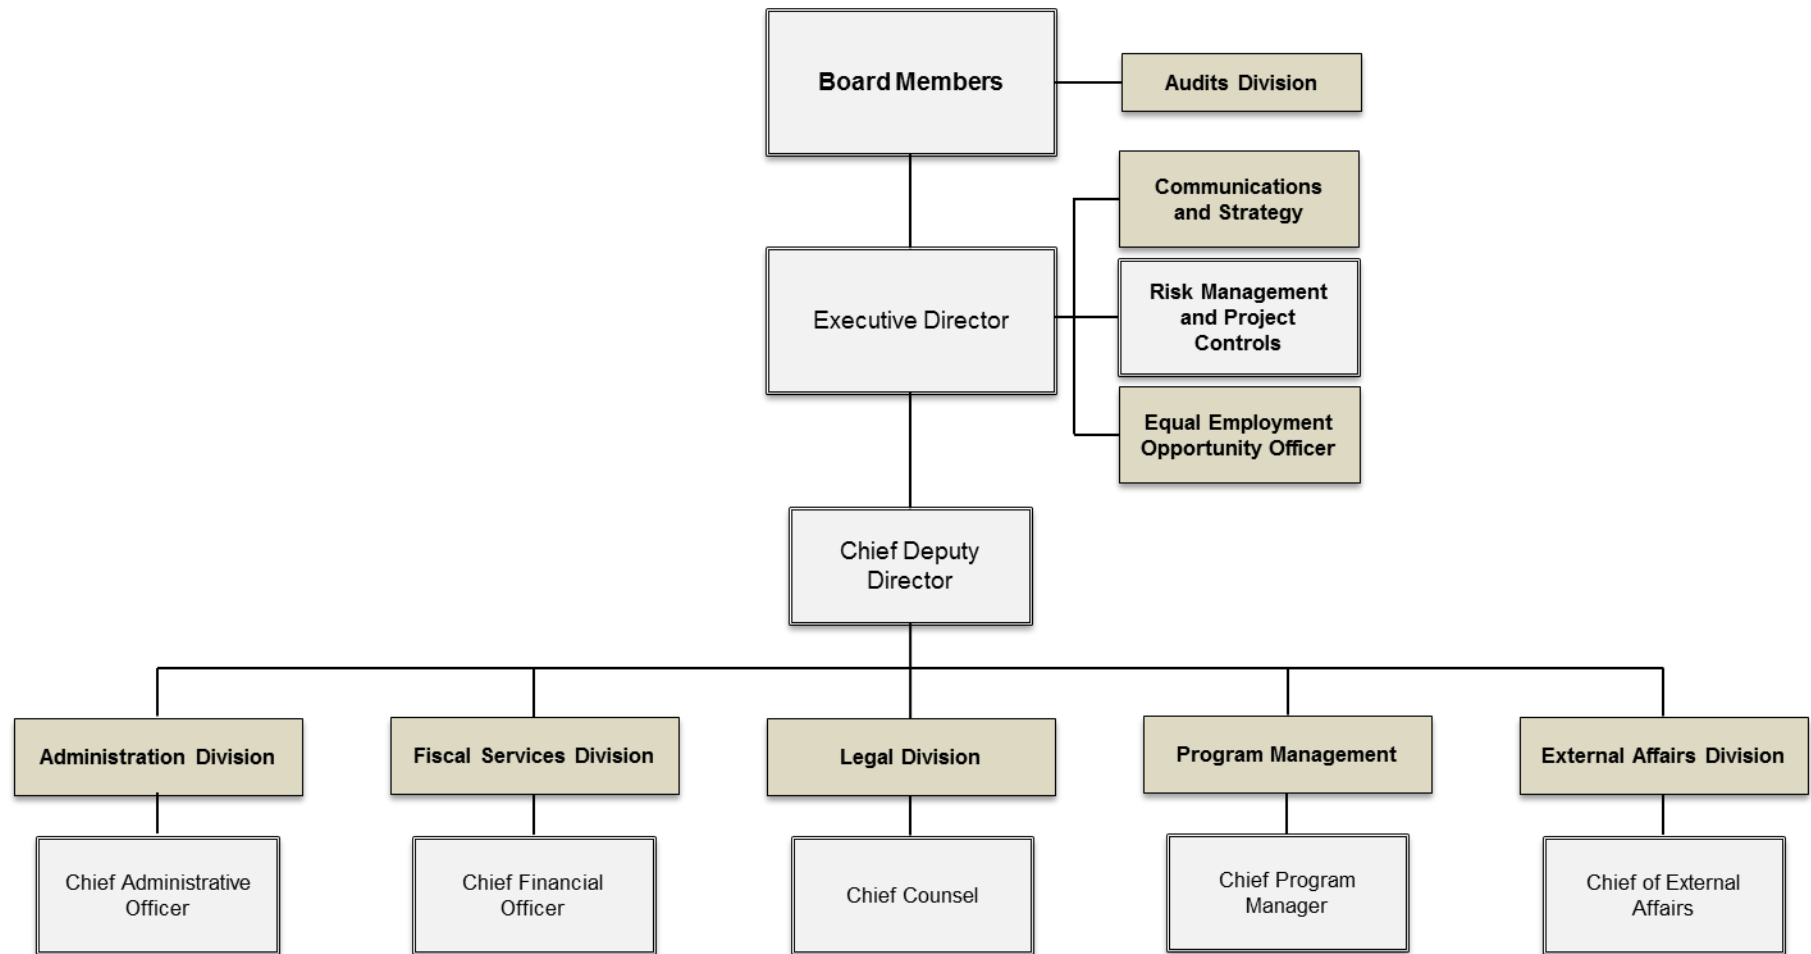 Board Members
Audits Division
Communications
and Strategy
Executive Director
Risk Management
and Project
Controls
Equal Employment
Opportunity Officer
Chief Deputy
Director
Administration Division
Fiscal Services Division
Legal Division
Program Management
External Affairs Division
Chief Administrative
Officer
Chief Financial
Officer
Chief Counsel
Chief Program
Manager
Chief of External
Affairs